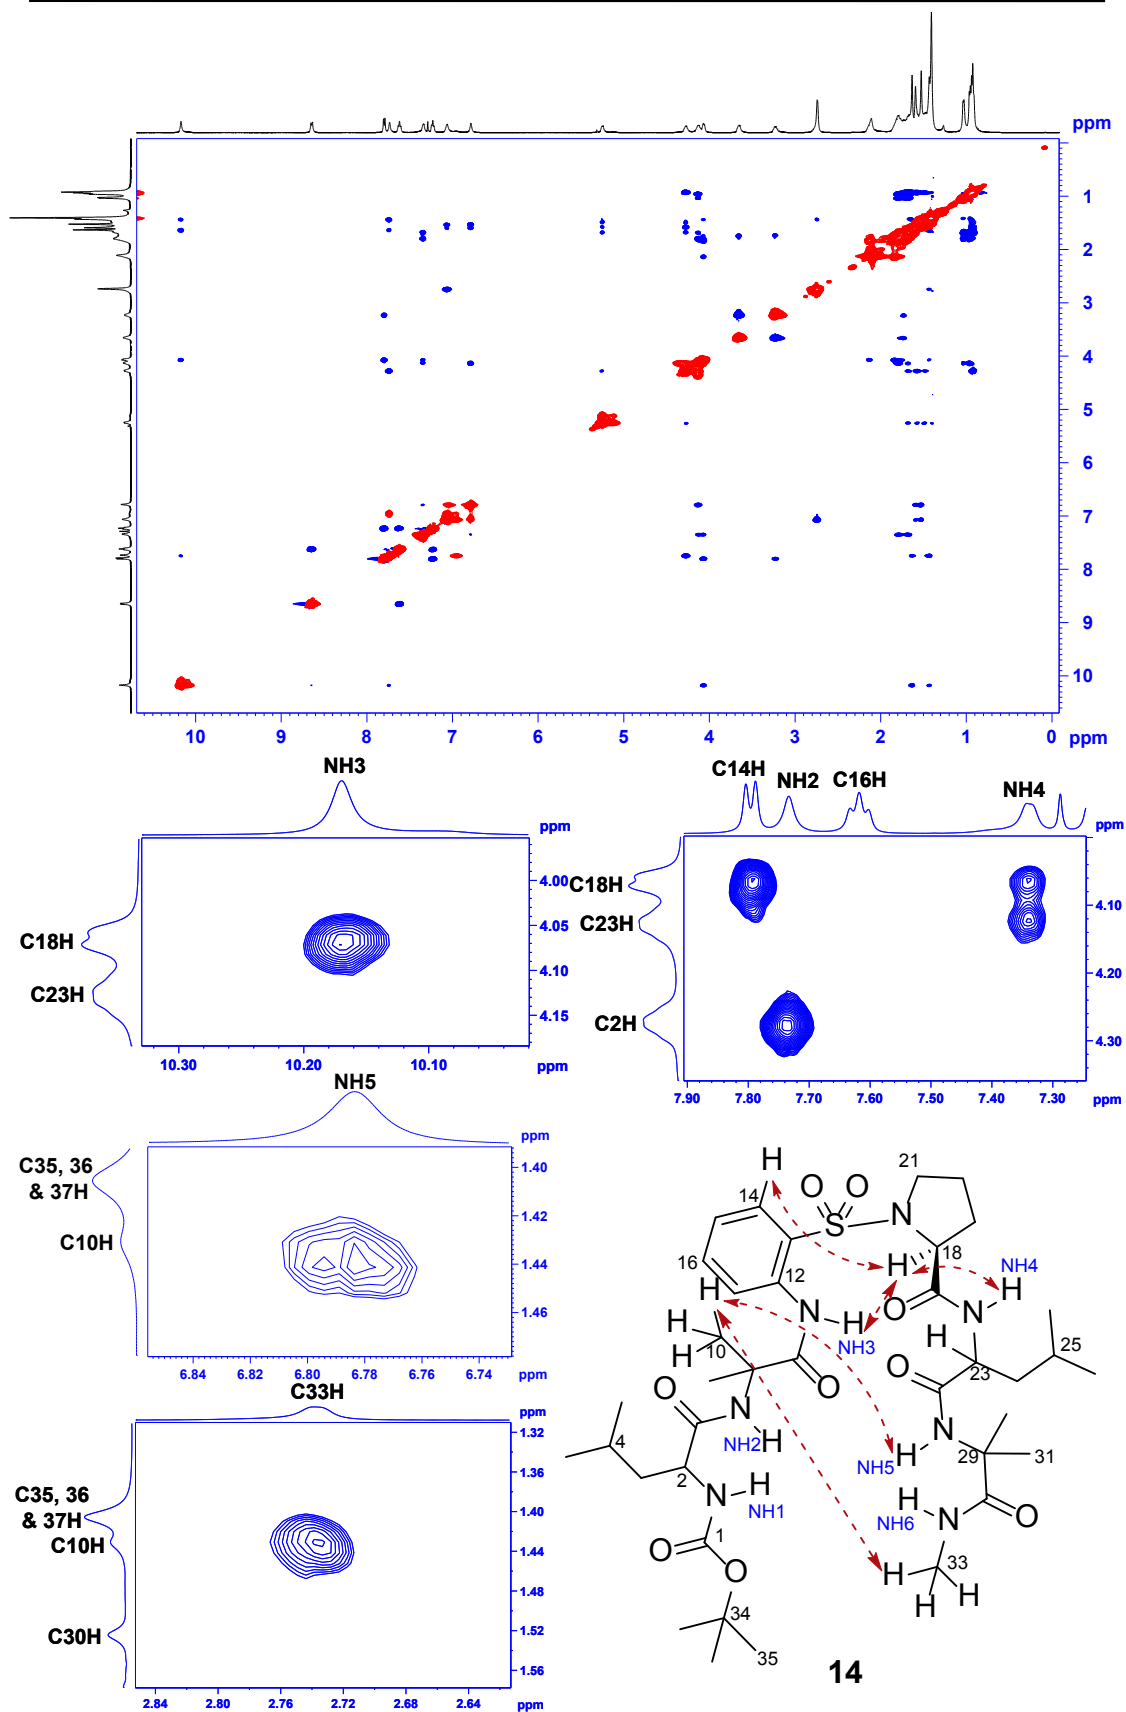 ppm
1
2
3
4
5
6
7
8
9
10
10 9 8 7 6 5 4 3 2 1 0 ppm
NH3
ppm
4.00
4.05
4.10
4.15
C18H
C23H
10.30 10.20 10.10 ppm
C14H NH2 C16H NH4
ppm
C18H
C23H
C2H
4.10
4.20
4.30
7.90 7.80 7.70 7.60 7.50 7.40 7.30 ppm
NH5
ppm
C35, 36
& 37H
C10H
1.40
1.42
1.44
1.46
6.84 6.82 6.80 6.78 6.76 6.74 ppm
C33H
ppm
C35, 36
& 37H
C10H
C30H
1.32
1.36
1.40
1.44
1.48
1.52
1.56
2.84 2.80 2.76 2.72 2.68 2.64 ppm
H 21
14 O O
S N
16 H 18 NH4
H 12 O N H
H N H
10 NH3 H 25
H 23
O O O
N N
NH2 H H 29 31
4 NH5
2 H H
N NH1 NH6 N O
O 1 H 33
O H H
34
35
14